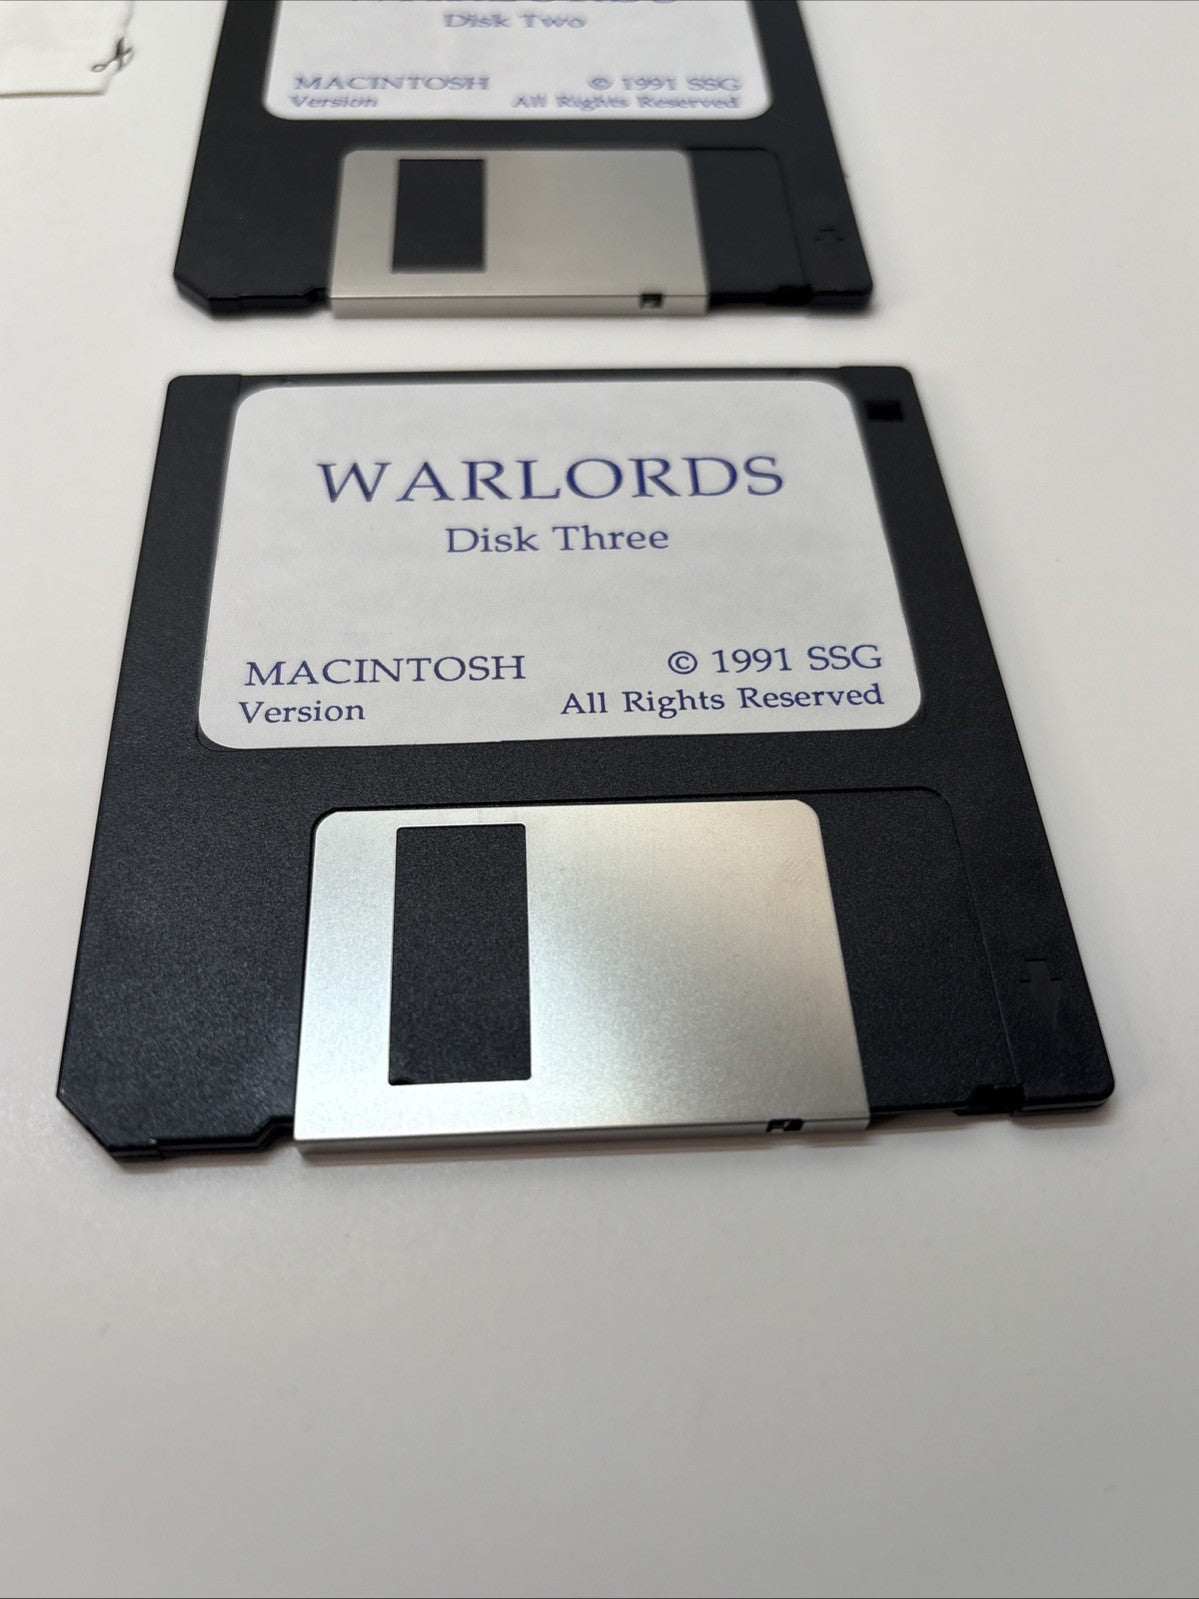 WARLORDS
Disk Two
MACINTOSH
Version
© 1991 SSG
All Rights Reserved
WARLORDS
Disk Three
MACINTOSH
Version
© 1991 SSG
All Rights Reserved